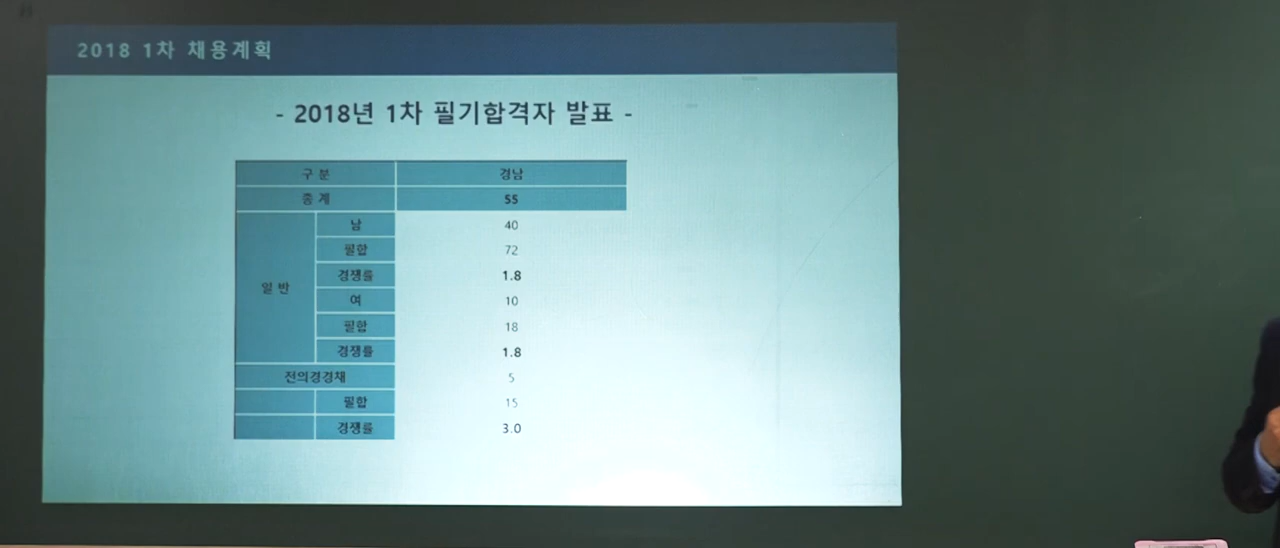 2018 1차 채용계획
- 2018년 1차 필기합격자 발표 -
구 분 경남
총 계 55
일 반 남 40
필합 72
경쟁률 1.8
여 10
필합 18
경쟁률 1.8
전의경경채 5
필합 15
경쟁률 3.0